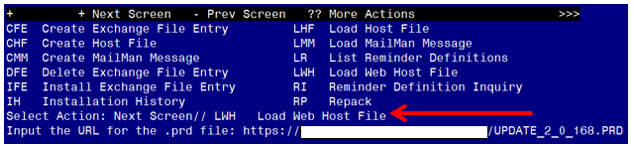 + + Next Screen - Prev Screen ?? More Actions >>>
CFE Create Exchange File Entry LHF Load Host File
CHF Create Host File LMM Load MailMan Message
CMM Create MailMan Message LR List Reminder Definitions
DFE Delete Exchange File Entry LWH Load Web Host File
IFE Install Exchange File Entry RI Reminder Definition Inquiry
IH Installation History RP Repack
Select Action: Next Screen// LWH Load Web Host File
Input the URL for the .prd file: https:// /UPDATE_2_0_168.PRD